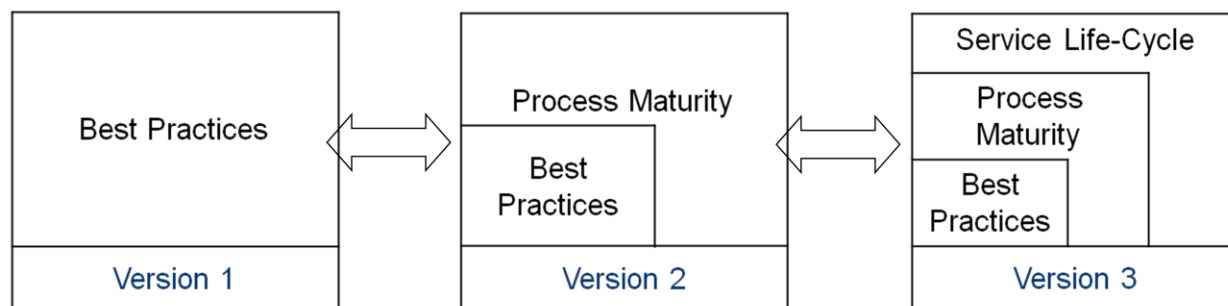 Best Practices
Version 1
Process Maturity
Best
Practices
Version 2
Service Life-Cycle
Process
Maturity
Best
Practices
Version 3